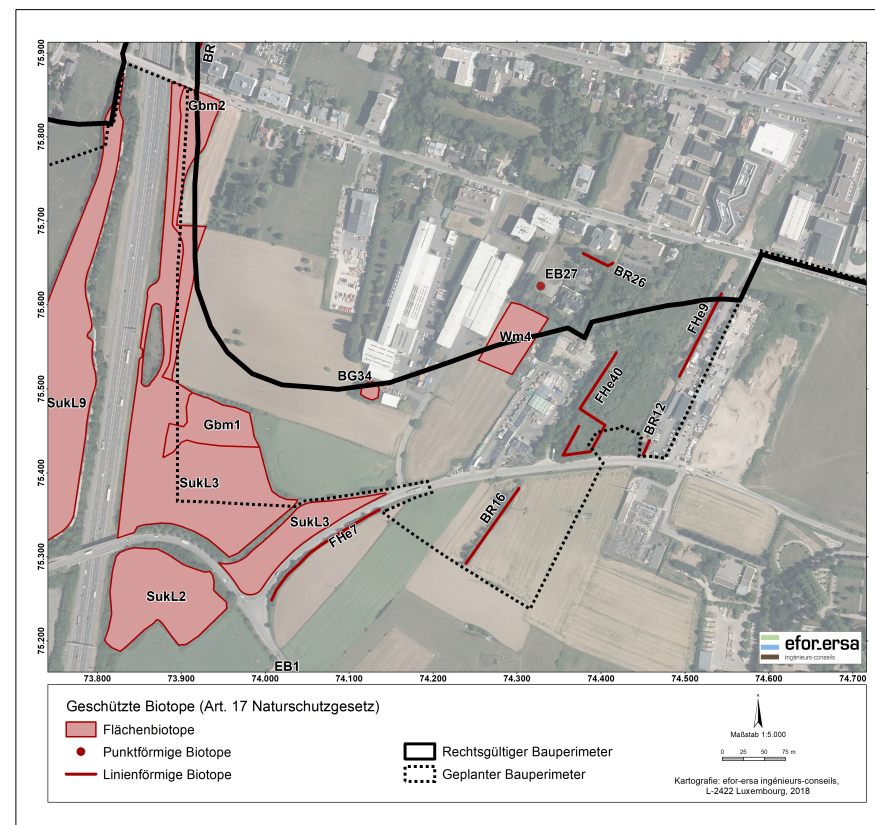 75.900
75.800
75.700
75.600
75.500
75.400
75.300
75.200
BR
Gbm2
EB27
BR26
Wm4
FHe9
BG34
FHe40
SukL9
Gbm1
BR12
SukL3
BR16
SukL3
FHe7
SukL2
EB1
efor-ersa
ingénieurs-conseils
73.800 73.900 74.000 74.100 74.200 74.300 74.400 74.500 74.600 74.700
Geschützte Biotope (Art. 17 Naturschutzgesetz)
Flächenbiotope
Punktförmige Biotope
Linienförmige Biotope
Rechtsgültiger Bauperimeter
Geplanter Bauperimeter
Maßstab 1:5.000
0 25 50 75 m
Kartografie: efor-ersa ingénieurs-conseils,
L-2422 Luxembourg, 2018